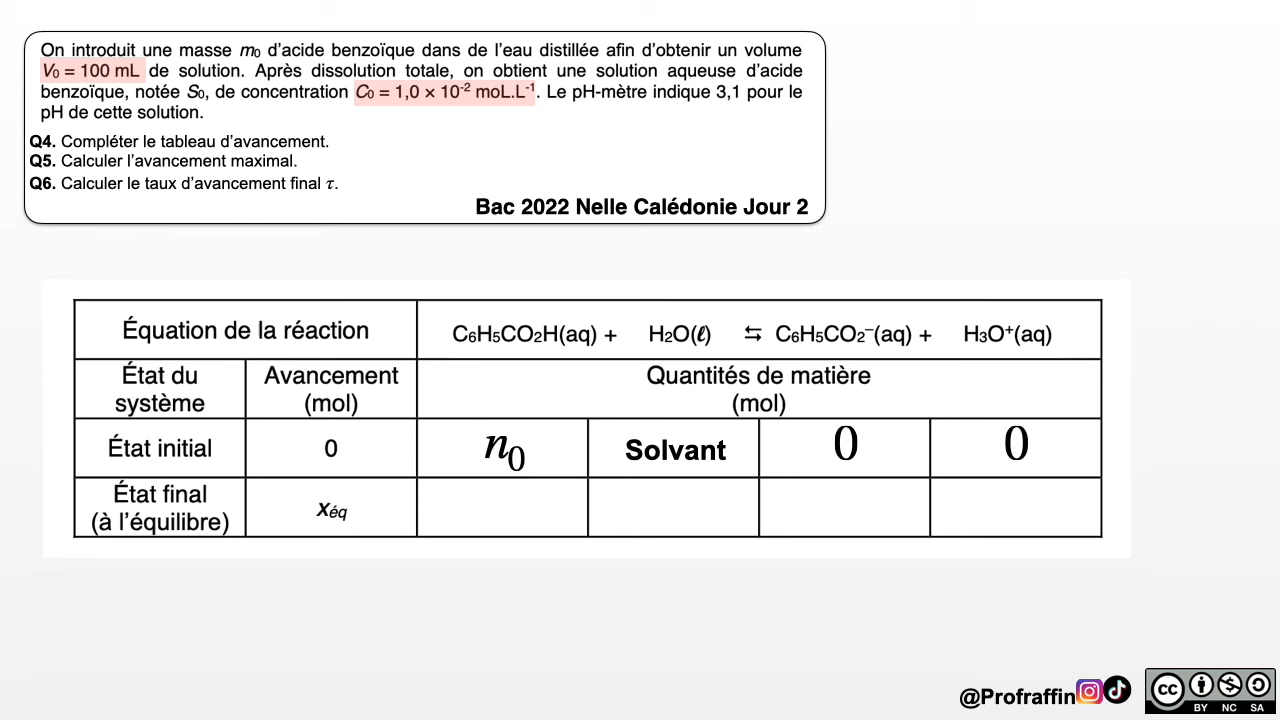 On introduit une masse m₀ d’acide benzoïque dans de l’eau distillée afin d’obtenir un volume
V₀ = 100 mL de solution. Après dissolution totale, on obtient une solution aqueuse d’acide
benzoïque, notée S₀, de concentration C₀ = 1,0 × 10⁻² moL.L⁻¹. Le pH-mètre indique 3,1 pour le
pH de cette solution.
Q4. Compléter le tableau d’avancement.
Q5. Calculer l’avancement maximal.
Q6. Calculer le taux d’avancement final τ.
Bac 2022 Nelle Calédonie Jour 2
Équation de la réaction C₆H₅CO₂H(aq) + H₂O(ℓ) ⇆ C₆H₅CO₂⁻(aq) + H₃O⁺(aq)
État du
système
Avancement
(mol)
Quantités de matière
(mol)
État initial 0 n₀ Solvant 0 0
État final
(à l’équilibre)
xéq
@Profraffin
cc
BY NC SA